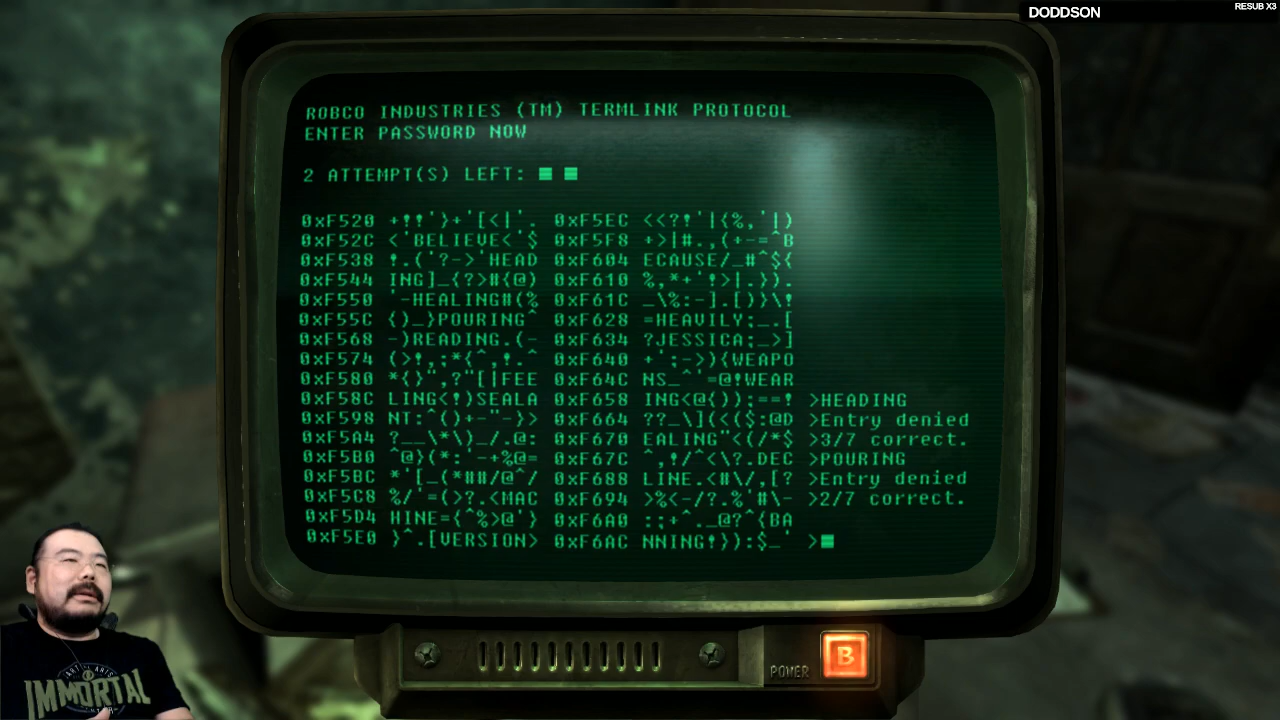 DODDSON
RESUB X3
ROBCO INDUSTRIES (TM) TERMLINK PROTOCOL
ENTER PASSWORD NOW
2 ATTEMPT(S) LEFT: ■ ■
0xF520 +!!'}+'[<|'. 0xF5EC <<?!'|{%,'|)
0xF52C <'BELIEVE<'$ 0xF5F8 +>|#.,(+-=^B
0xF538 !.('?->'HEAD 0xF604 ECAUSE/_#^${
0xF544 ING]_{?>#{@) 0xF610 %,*+'!>|.}).
0xF550 '-HEALING#(% 0xF61C _\%:-].[)}\!
0xF55C {)_}POURING^ 0xF628 =HEAVILY;_.[
0xF568 -)READING.(- 0xF634 ?JESSICA;_>]
0xF574 (>!,;*{^,!.^ 0xF640 +';->)){WEAPO
0xF580 *{}",?"[|FEE 0xF64C NS_^'=@!WEAR
0xF58C LING<!)SEALA 0xF658 ING<@{));==! >HEADING
0xF598 NT:^()+-"-}> 0xF664 ??_\](<($:@D >Entry denied
0xF5A4 ?__\*\)_/.@: 0xF670 EALING"<(/*$ >3/7 correct.
0xF5B0 ^@}(*:'-+%@= 0xF67C ^,!/^<\?.DEC >POURING
0xF5BC *'[_(*##/@^/ 0xF688 LINE.<#\/,[? >Entry denied
0xF5C8 %/'=(>?.<MAC 0xF694 >%<-/?.%'#\- >2/7 correct.
0xF5D4 HINE={^%>@'} 0xF6A0 :;+^._@?^{BA
0xF5E0 }^.[VERSION> 0xF6AC NNING!}):$_' >■
POWER
B
MARTIAL ARTS
IMMORTAL